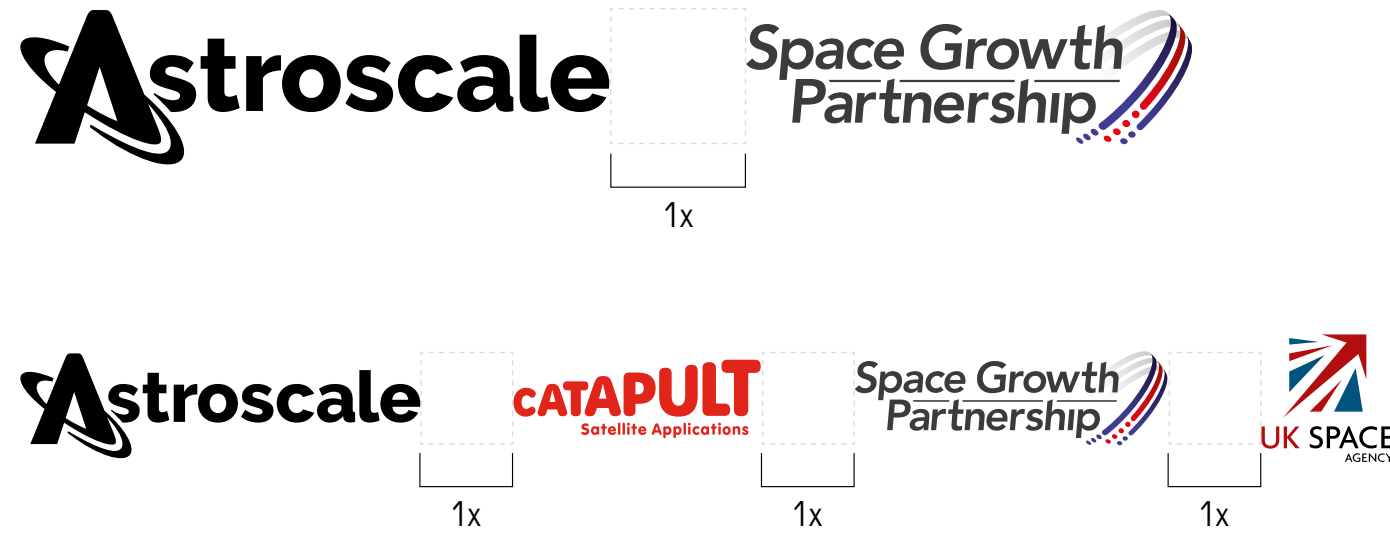 Astroscale
Space Growth
Partnership
1x
Astroscale
CATAPULT
Satellite Applications
Space Growth
Partnership
UK SPACE
AGENCY
1x
1x
1x